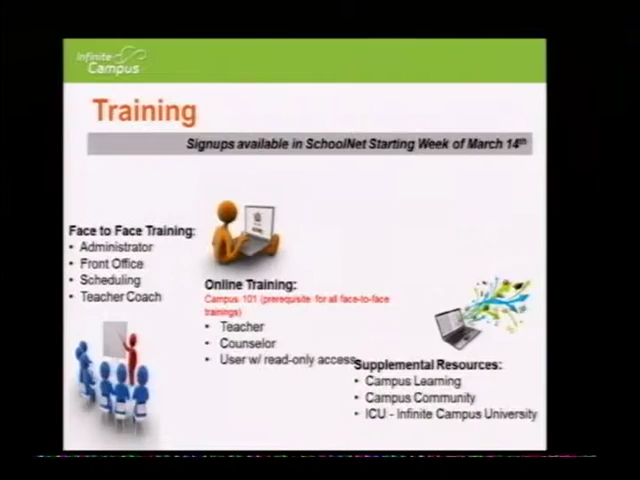 Infinite
Campus
Training
Signups available in SchoolNet Starting Week of March 14th
Face to Face Training:
• Administrator
• Front Office
• Scheduling
• Teacher Coach
Online Training:
Campus 101 (prerequisite for all face-to-face
trainings)
• Teacher
• Counselor
• User w/ read-only access
Supplemental Resources:
• Campus Learning
• Campus Community
• ICU - Infinite Campus University